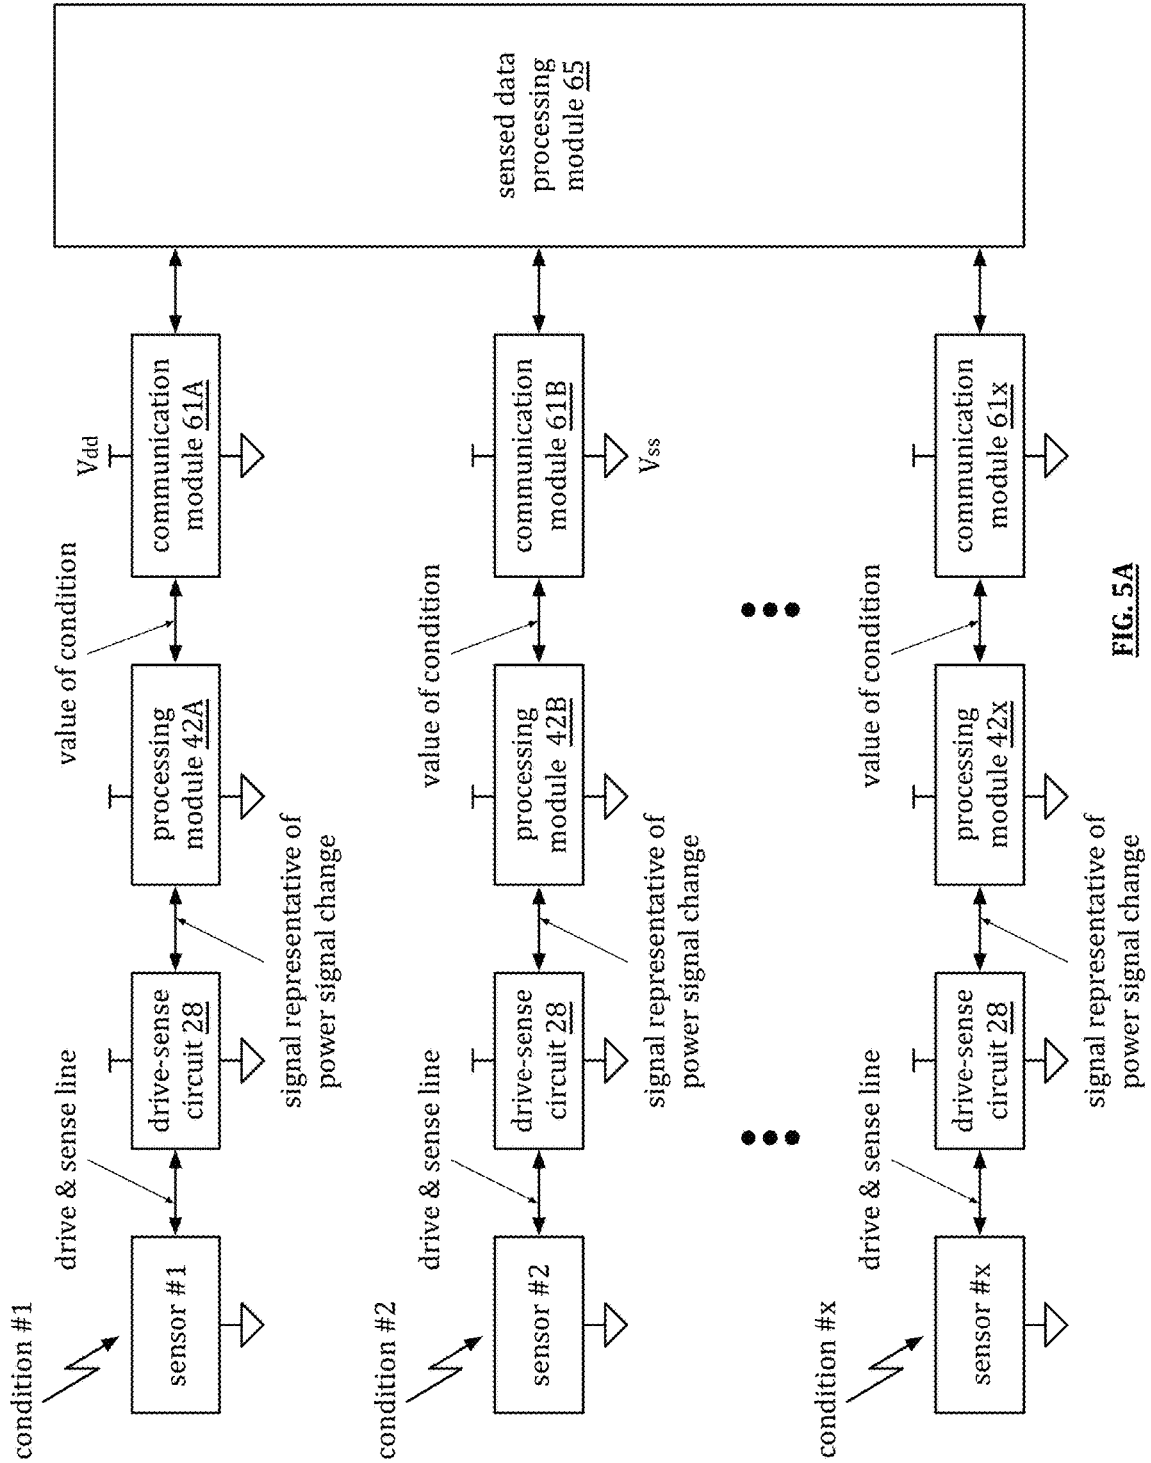 condition #1
sensor #1
drive & sense line
drive-sense
circuit 28
signal representative of
power signal change
processing
module 42A
value of condition
Vdd
communication
module 61A
condition #2
sensor #2
drive & sense line
drive-sense
circuit 28
signal representative of
power signal change
processing
module 42B
value of condition
communication
module 61B
Vss
condition #x
sensor #x
drive & sense line
drive-sense
circuit 28
signal representative of
power signal change
processing
module 42x
value of condition
communication
module 61x
sensed data
processing
module 65
FIG. 5A